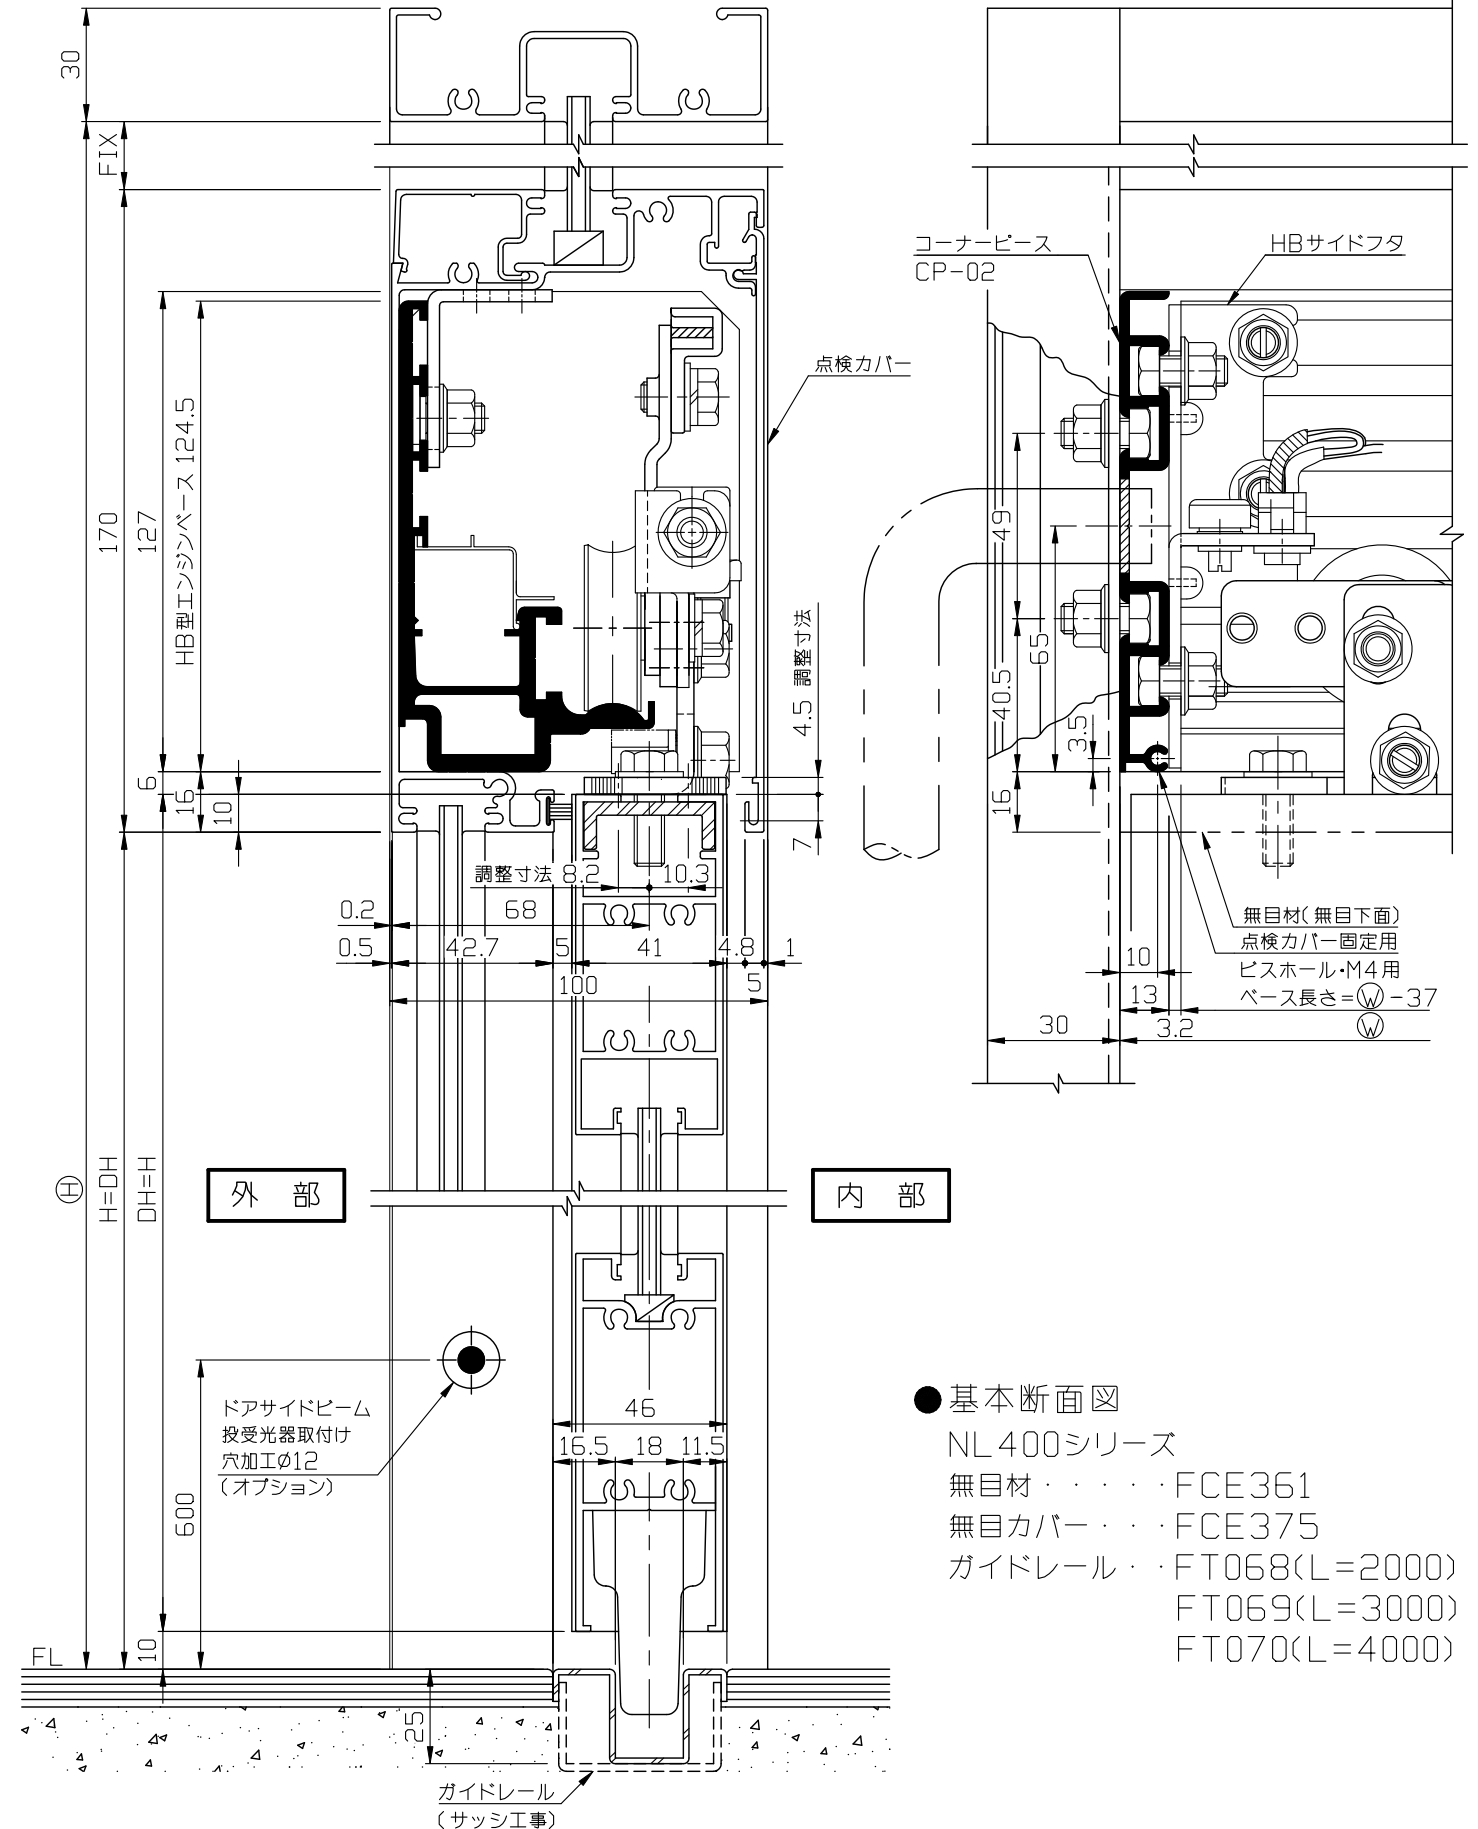 30
FIX
170
127
HB型エンジンベース 124.5
6
16
10
コーナーピース
CP-02
HBサイドフタ
点検カバー
4.5 調整寸法
7
49
65
40.5
3.5
16
調整寸法 8.2
10.3
0.2
68
0.5
42.7
5
41
4.8
1
100
5
無目材(無目下面)
点検カバー固定用
ビスホール・M4用
ベース長さ=Ⓦ-37
10
13
3.2
30
Ⓦ
Ⓗ
H=DH
DH=H
外 部
内 部
ドアサイドビーム
投受光器取付け
穴加工Ø12
(オプション)
600
46
16.5
18
11.5
10
FL
25
ガイドレール
(サッシ工事)
●基本断面図
NL400シリーズ
無目材・・・・・FCE361
無目カバー・・・FCE375
ガイドレール・・FT068(L=2000)
FT069(L=3000)
FT070(L=4000)